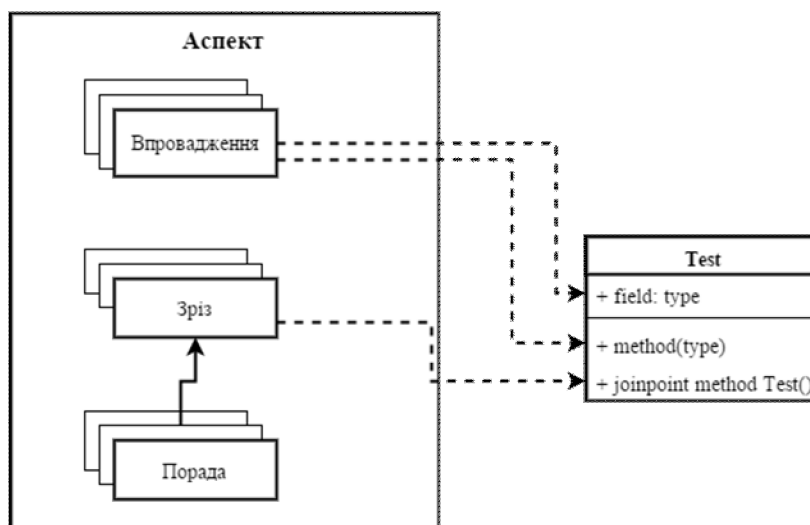 Аспект
Впровадження
Зріз
Порада
Test
+ field: type
+ method(type)
+ joinpoint method Test()